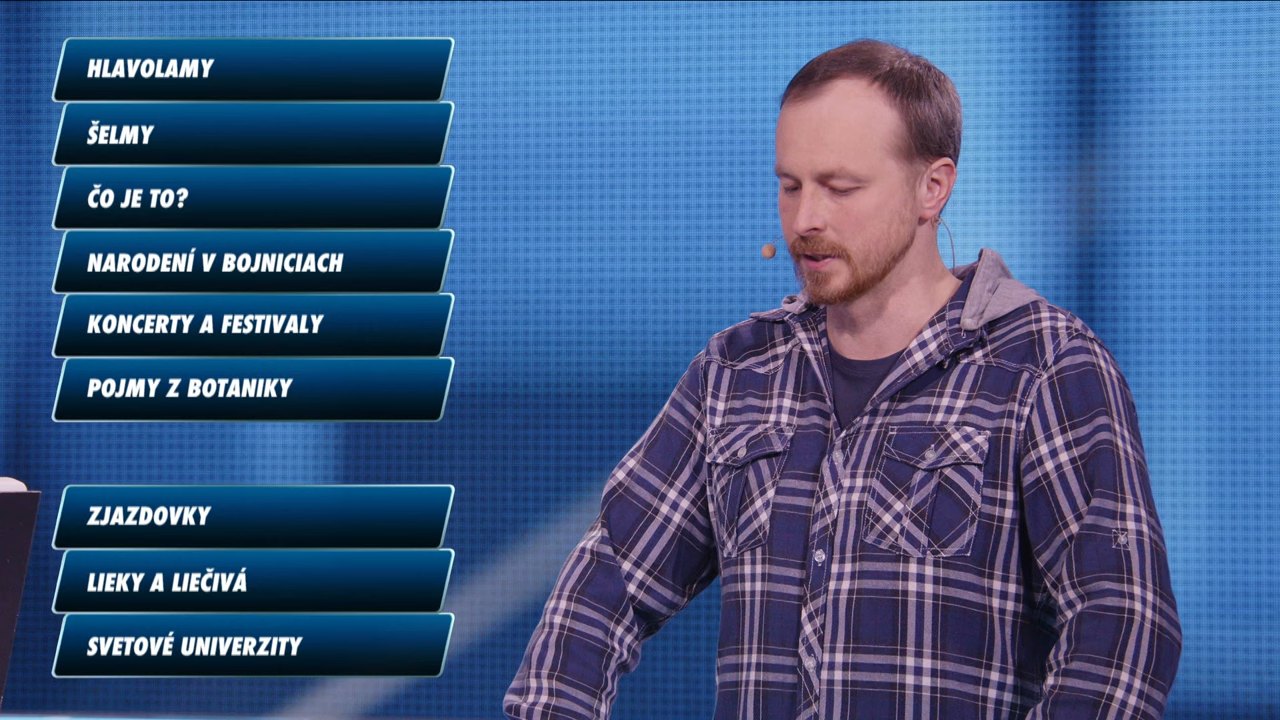 HLAVOLAMY
ŠELMY
ČO JE TO?
NARODENÍ V BOJNICIACH
KONCERTY A FESTIVALY
POJMY Z BOTANIKY
ZJAZDOVKY
LIEKY A LIEČIVÁ
SVETOVÉ UNIVERZITY